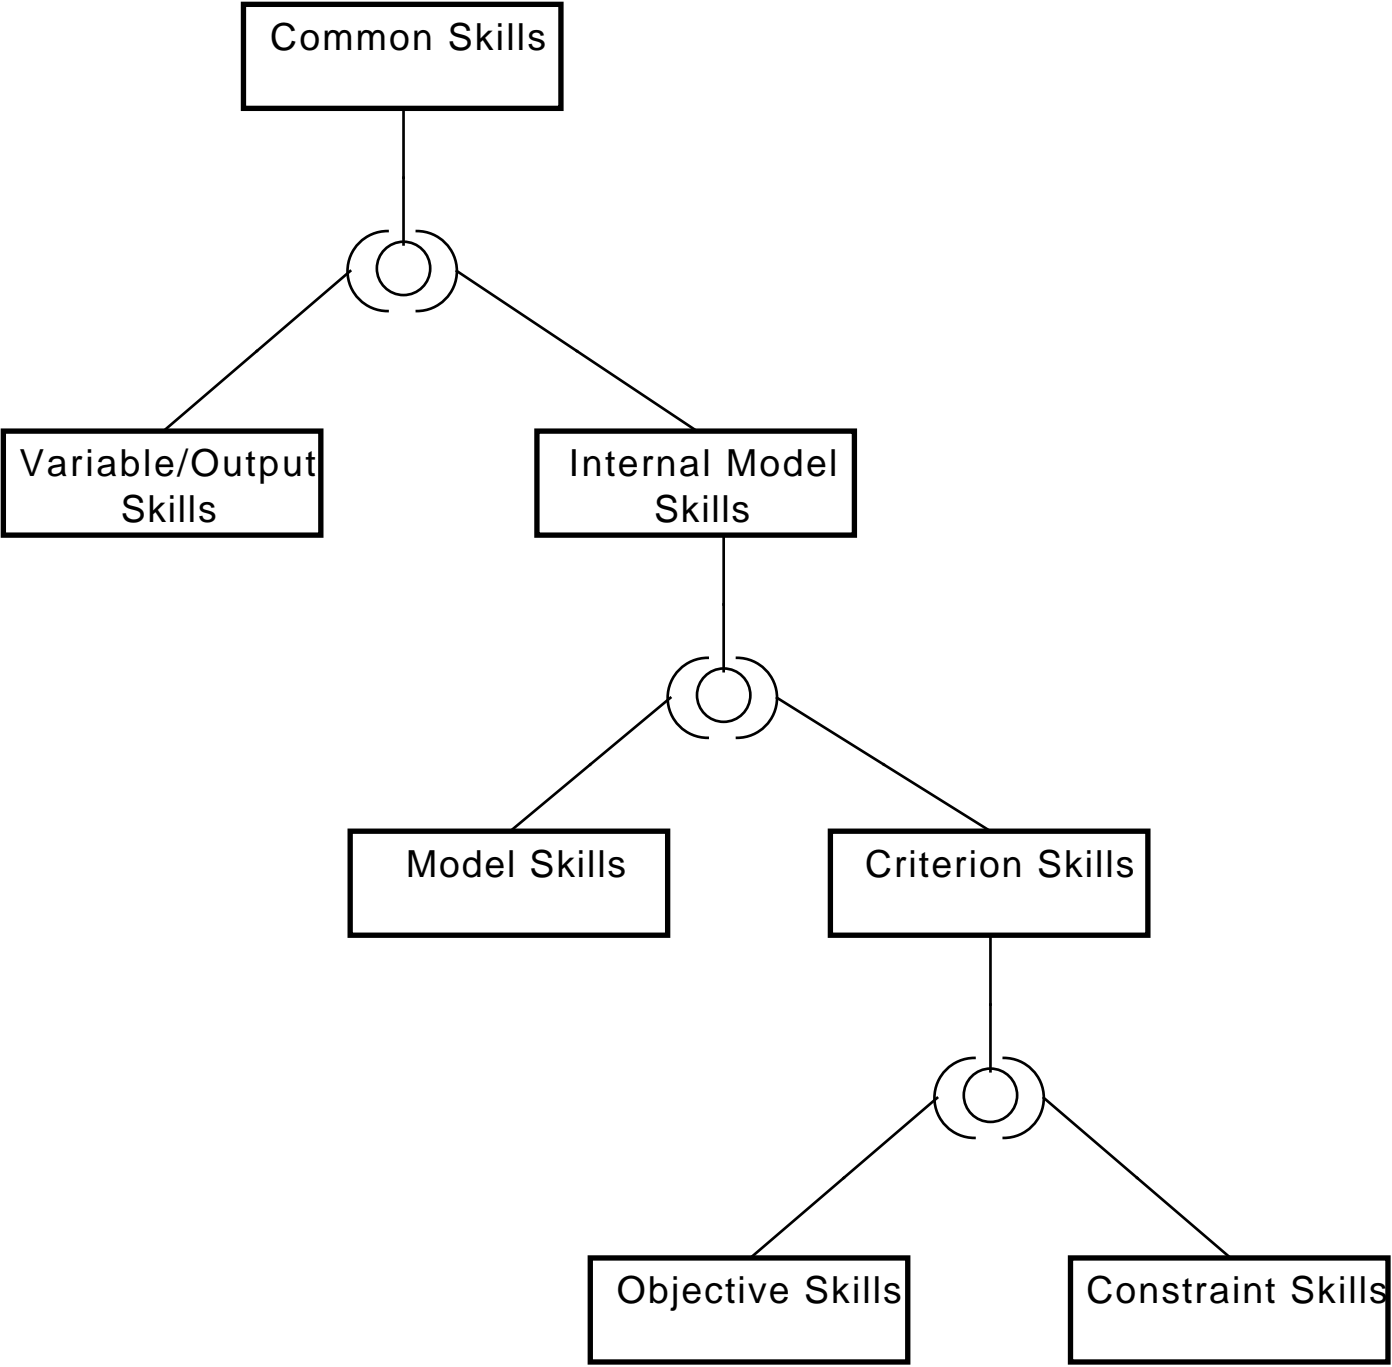 Common Skills
Variable/Output
Skills
Internal Model
Skills
Model Skills
Criterion Skills
Objective Skills
Constraint Skills